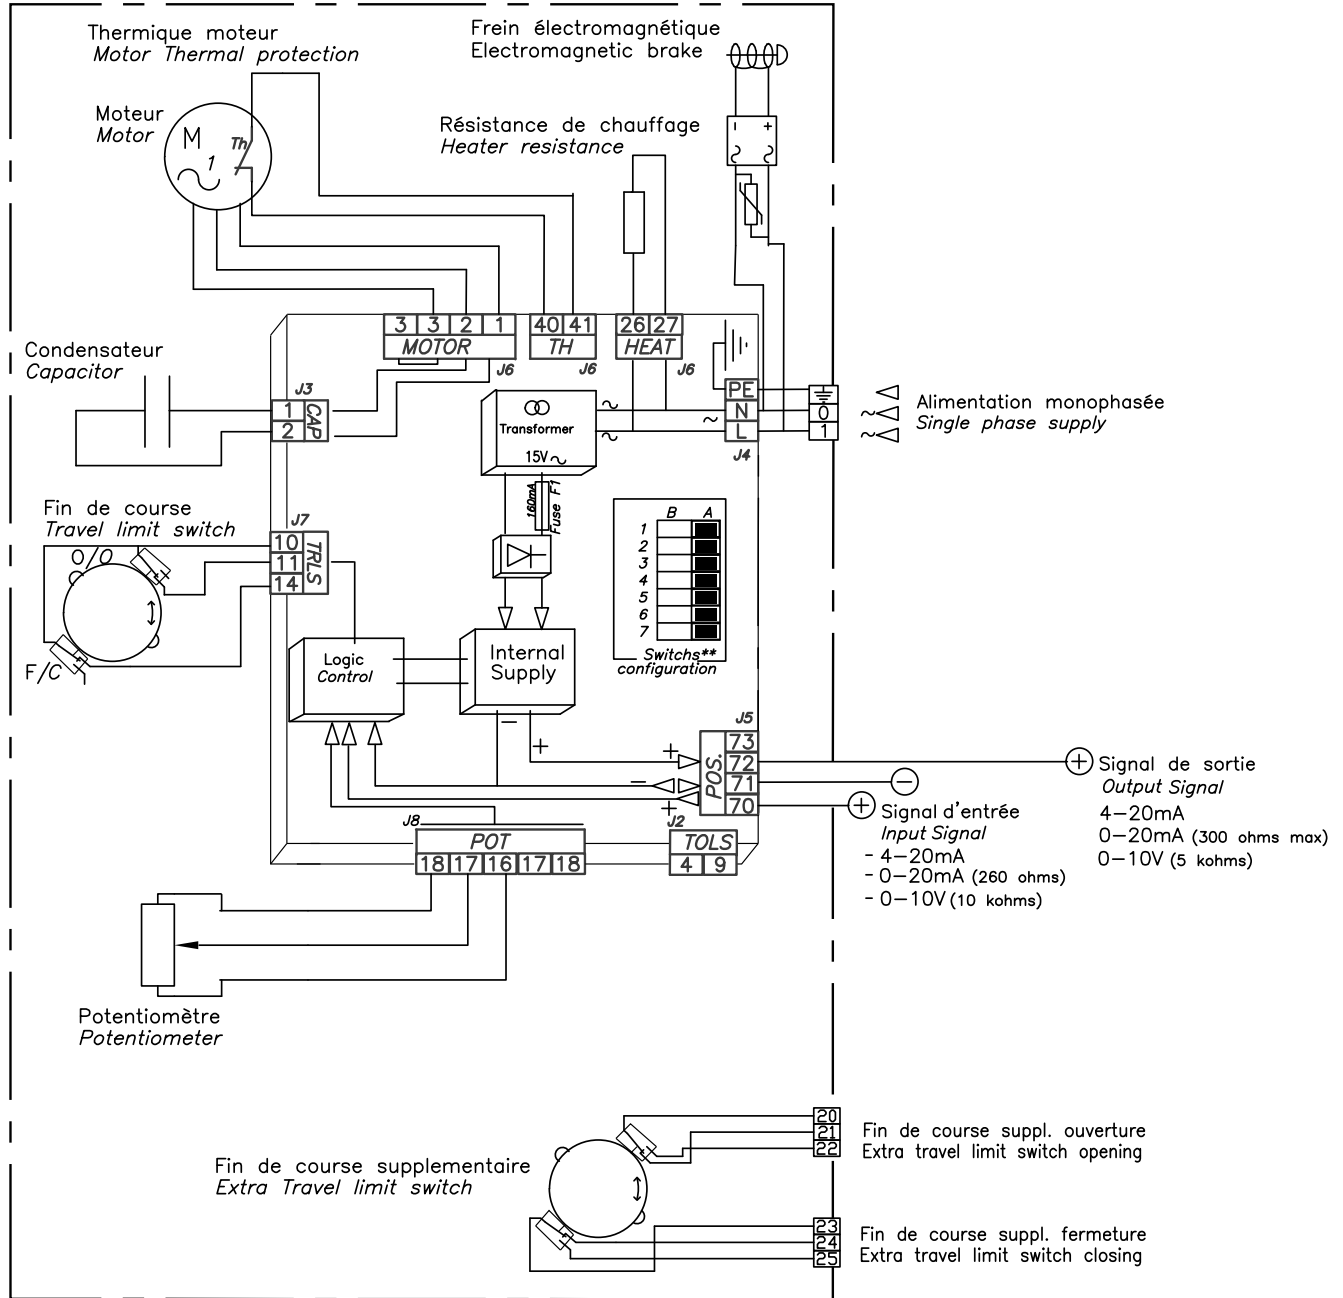 Thermique moteur
Motor Thermal protection
Frein électromagnétique
Electromagnetic brake
Moteur
Motor
M
1
Th
Résistance de chauffage
Heater resistance
- +
3 3 2 1
MOTOR
J6
40 41
TH
J6
26 27
HEAT
J6
Condensateur
Capacitor
J3
1
2
CAP
Transformer
15V ~
~
~
~
PE
N
L
J4
0
1
~
~
Alimentation monophasée
Single phase supply
160mA
Fuse F1
Fin de course
Travel limit switch
O/O
F/C
J7
10
11
14
TRLS
B A
1
2
3
4
5
6
7
Switchs**
configuration
Logic
Control
Internal
Supply
-
+
J5
73
72
71
70
POS.
+
-
+
+
Signal de sortie
Output Signal
4-20mA
0-20mA (300 ohms max)
0-10V (5 kohms)
-
+
Signal d'entrée
Input Signal
- 4-20mA
- 0-20mA (260 ohms)
- 0-10V (10 kohms)
J8
POT
18 17 16 17 18
J2
TOLS
4 9
Potentiomètre
Potentiometer
Fin de course supplementaire
Extra Travel limit switch
20
21
22
Fin de course suppl. ouverture
Extra travel limit switch opening
23
24
25
Fin de course suppl. fermeture
Extra travel limit switch closing